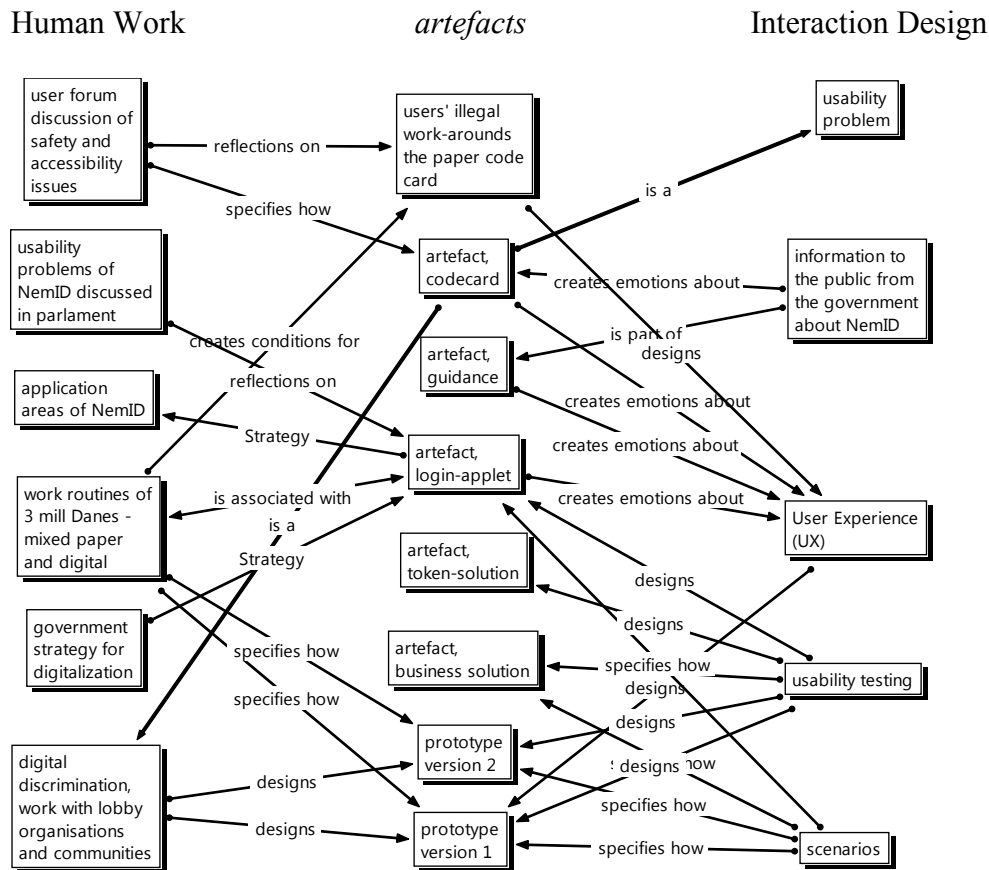 Human Work
artefacts
Interaction Design
user forum
discussion of
safety and
accessibility
issues
usability
problems of
NemID discussed
in parlament
application
areas of NemID
work routines of
3 mill Danes -
mixed paper
and digital
government
strategy for
digitalization
digital
discrimination,
work with lobby
organisations
and communities
reflections on
specifies how
creates conditions for
reflections on
Strategy
is associated with
is a
Strategy
specifies how
specifies how
designs
designs
users' illegal
work-arounds
the paper code
card
artefact,
codecard
artefact,
guidance
artefact,
login-applet
artefact,
token-solution
artefact,
business solution
prototype
version 2
prototype
version 1
is a
creates emotions about
is part of
designs
creates emotions about
creates emotions about
creates emotions about
designs
designs
specifies how
designs
designs
designs
how
specifies how
specifies how
usability
problem
information to
the public from
the government
about NemID
User Experience
(UX)
usability testing
scenarios